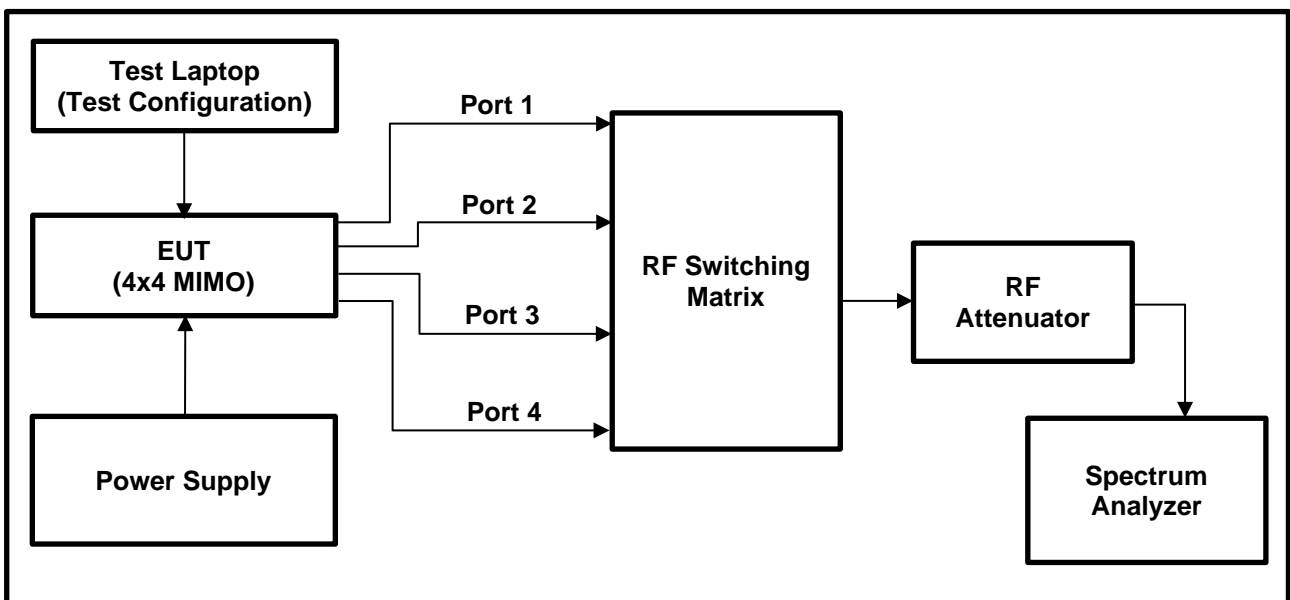 Test Laptop
(Test Configuration)
EUT
(4x4 MIMO)
Power Supply
Port 1
Port 2
Port 3
Port 4
RF Switching
Matrix
RF
Attenuator
Spectrum
Analyzer